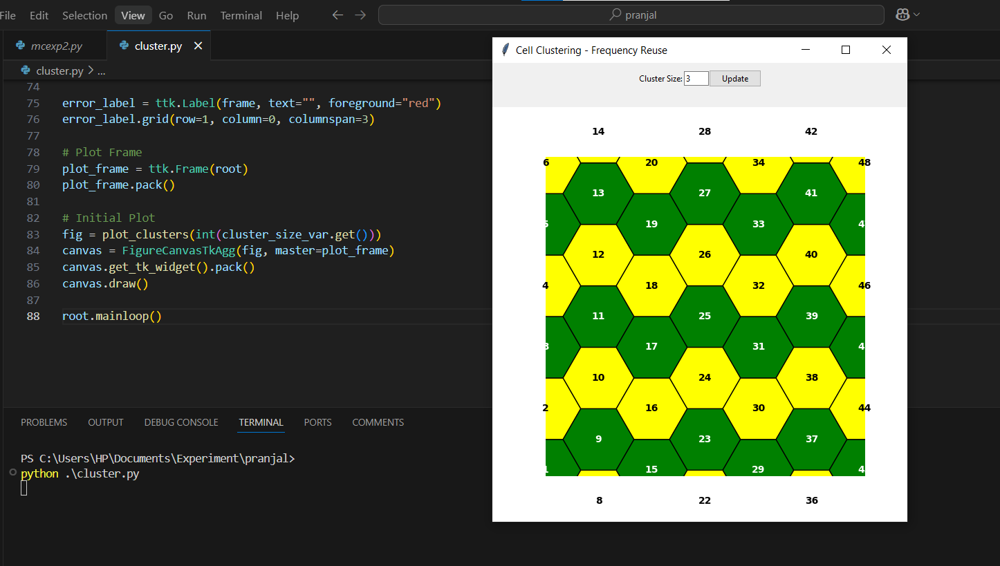 File Edit Selection View Go Run Terminal Help
pranjal
mcexp2.py
cluster.py
cluster.py > ...
74
75 error_label = ttk.Label(frame, text="", foreground="red")
76 error_label.grid(row=1, column=0, columnspan=3)
77
78 # Plot Frame
79 plot_frame = ttk.Frame(root)
80 plot_frame.pack()
81
82 # Initial Plot
83 fig = plot_clusters(int(cluster_size_var.get()))
84 canvas = FigureCanvasTkAgg(fig, master=plot_frame)
85 canvas.get_tk_widget().pack()
86 canvas.draw()
87
88 root.mainloop()
PROBLEMS OUTPUT DEBUG CONSOLE TERMINAL PORTS COMMENTS
PS C:\Users\HP\Documents\Experiment\pranjal>
python .\cluster.py
Cell Clustering - Frequency Reuse
Cluster Size: 3 Update
14 28 42
6 20 34 48
13 27 41
19 33
12 26 40
4 18 32 46
11 25 39
17 31
10 24 38
2 16 30 44
9 23 37
15 29
8 22 36